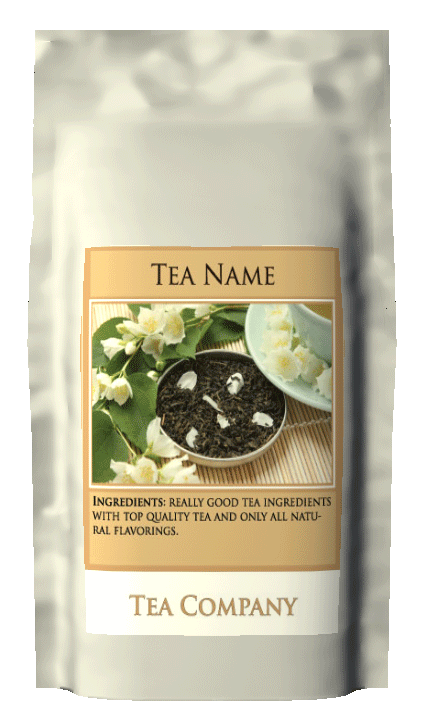 TEA NAME
INGREDIENTS: REALLY GOOD TEA INGREDIENTS
WITH TOP QUALITY TEA AND ONLY ALL NATU-
RAL FLAVORINGS.
TEA COMPANY